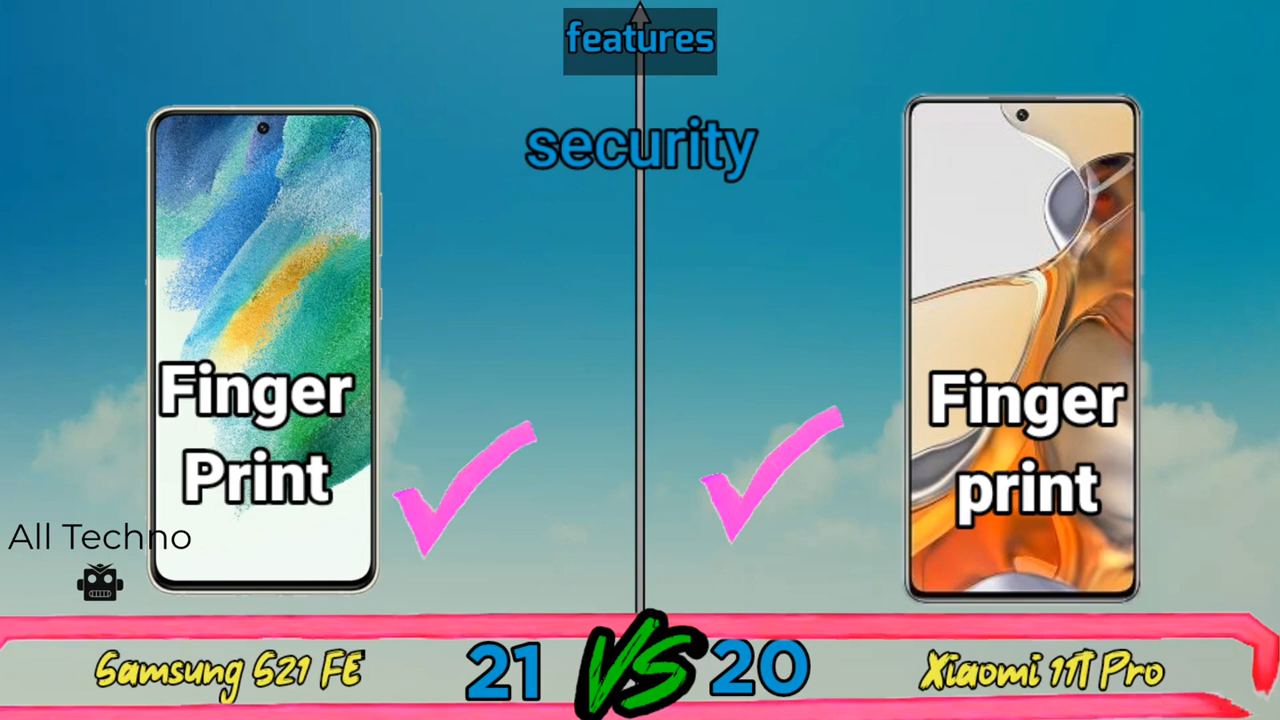 features
security
Finger
Print
Finger
print
All Techno
Samsung S21 FE
21
VS
20
Xiaomi 11T Pro